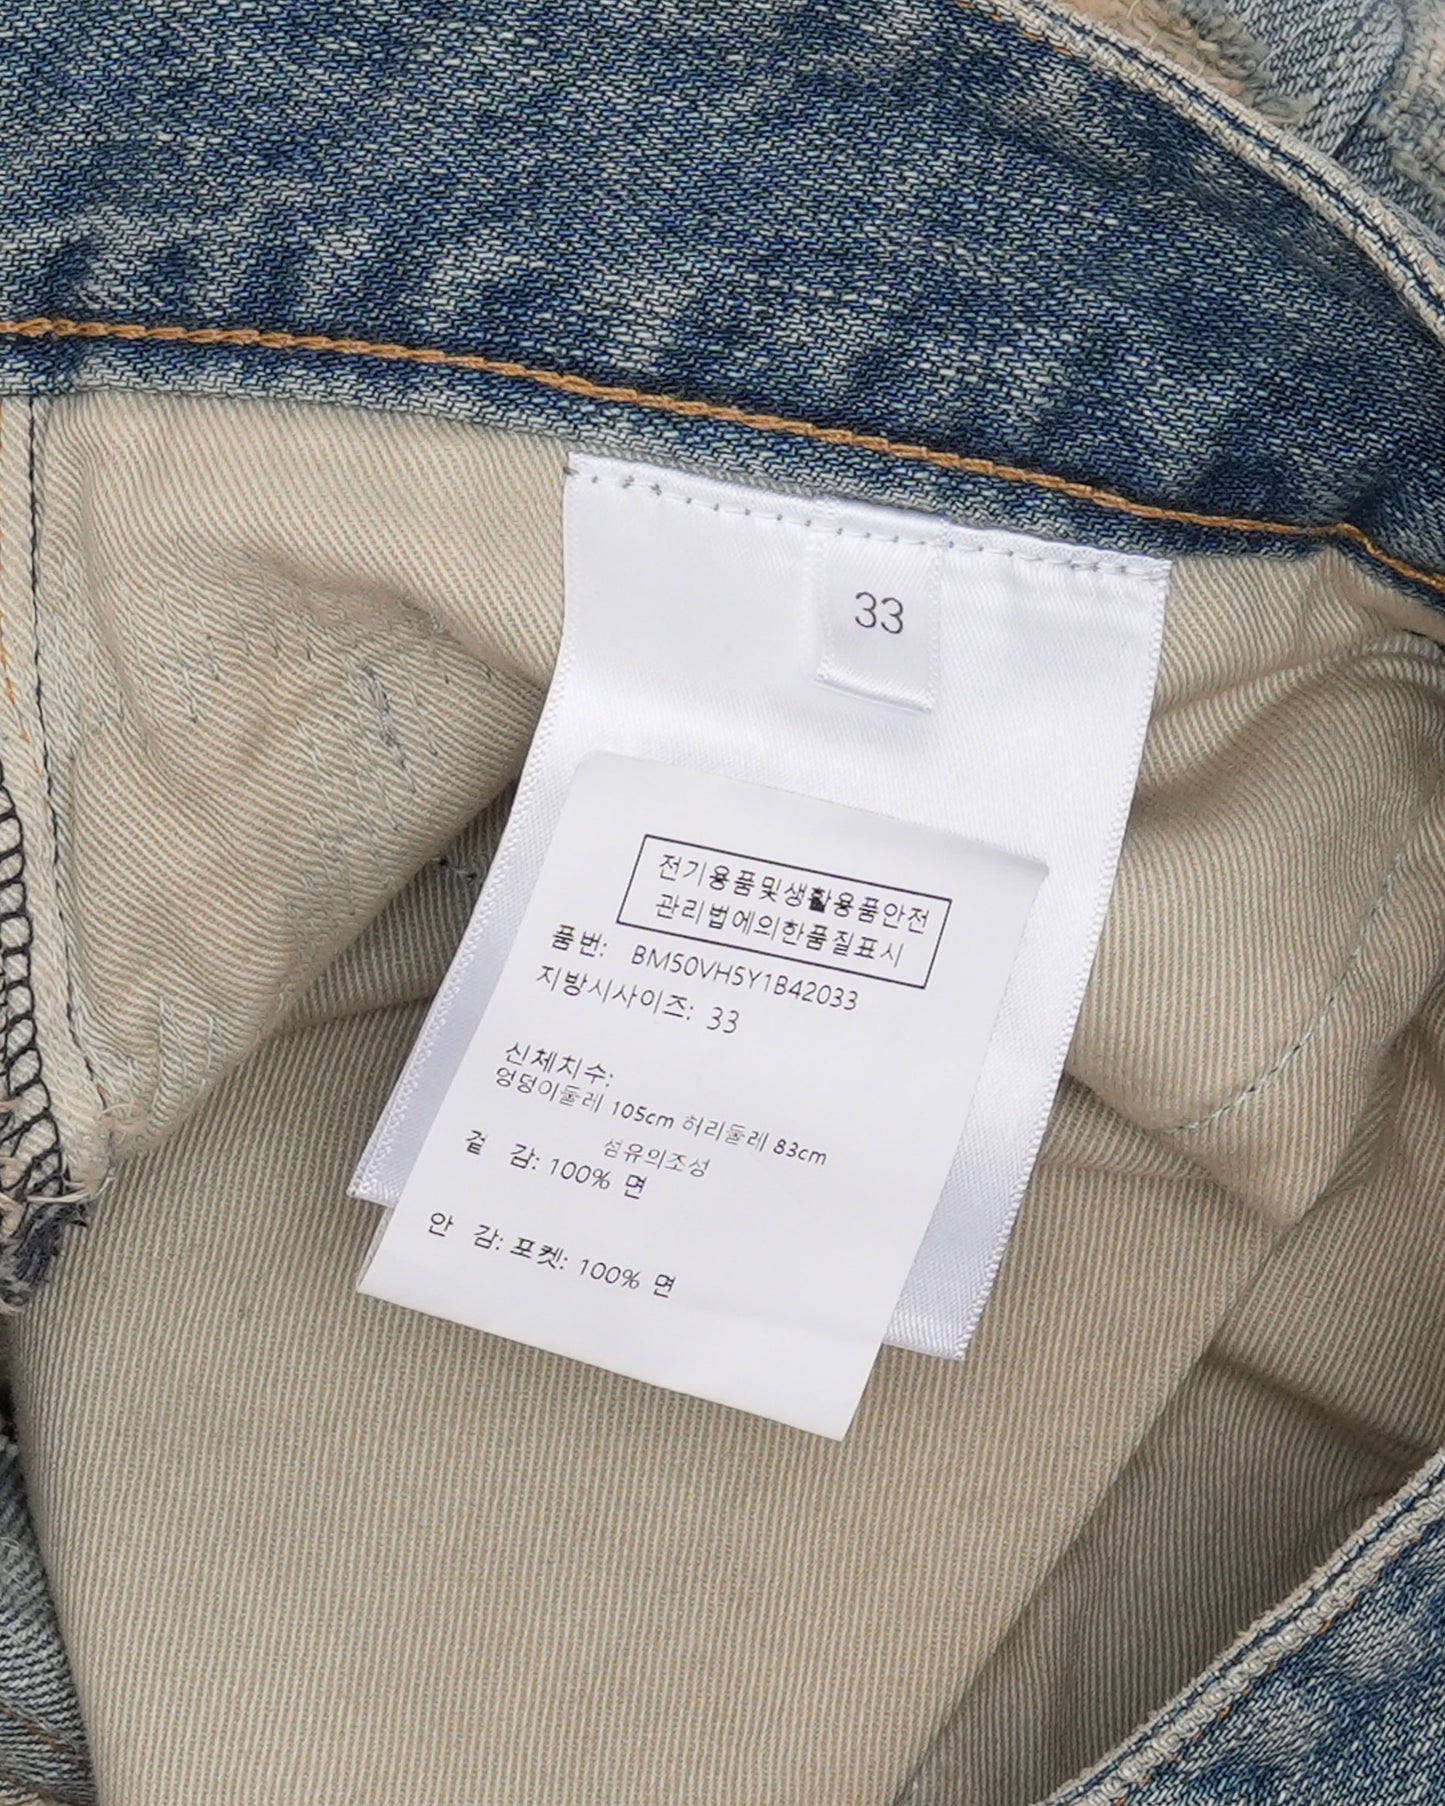 33
전기용품및생활용품안전
관리법에의한품질표시
품번: BM50VH5Y1B42033
지방시사이즈: 33
신체치수:
엉덩이둘레 105cm 허리둘레 83cm
섬유의조성
겉 감: 100% 면
안 감: 포켓: 100% 면